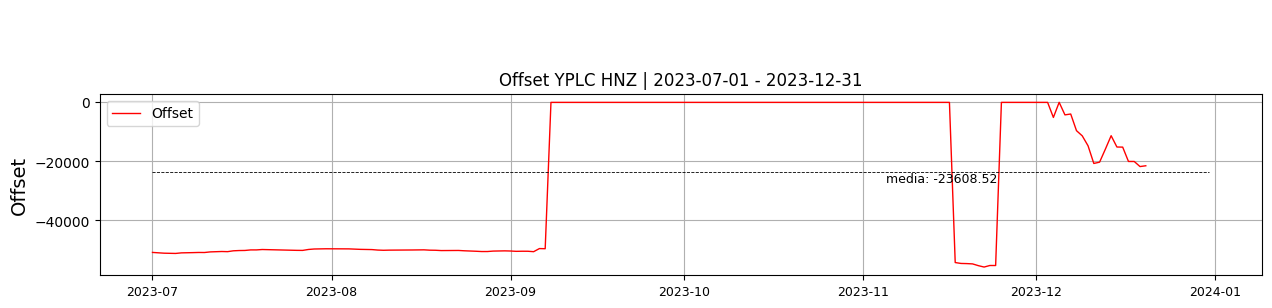 Offset YPLC HNZ | 2023-07-01 - 2023-12-31
Offset
Offset
0
−20000
−40000
media: -23608.52
2023-07
2023-08
2023-09
2023-10
2023-11
2023-12
2024-01